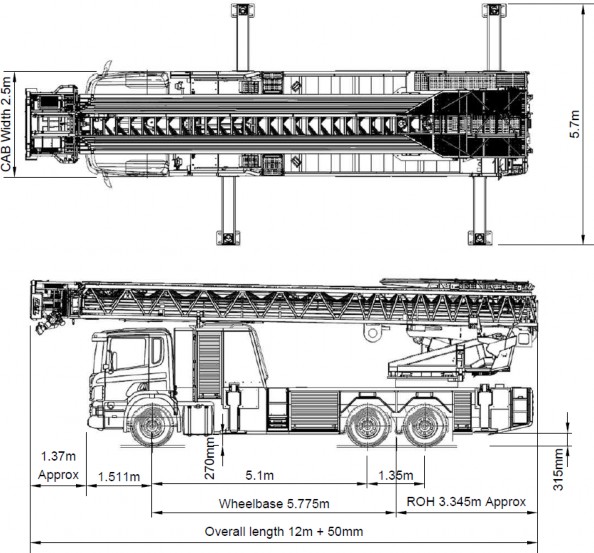 CAB Width 2.5m
5.7m
1.37m
Approx
1.511m
270mm
5.1m
1.35m
315mm
Wheelbase 5.775m
ROH 3.345m Approx
Overall length 12m + 50mm